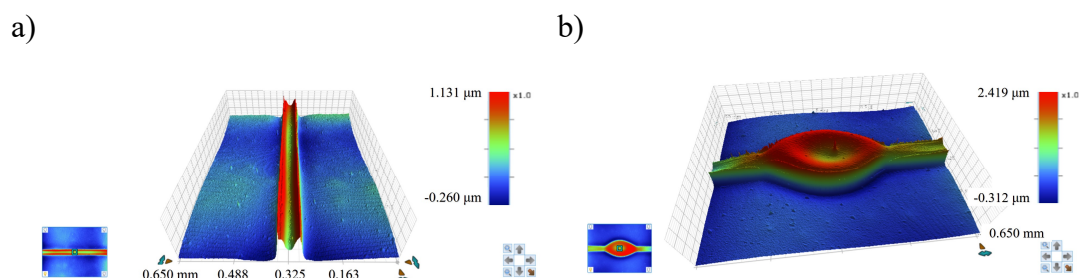 a)
1.131 µm
x1.0
-0.260 µm
0.650 mm 0.488 0.325 0.163
b)
2.419 µm
x1.0
-0.312 µm
0.650 mm